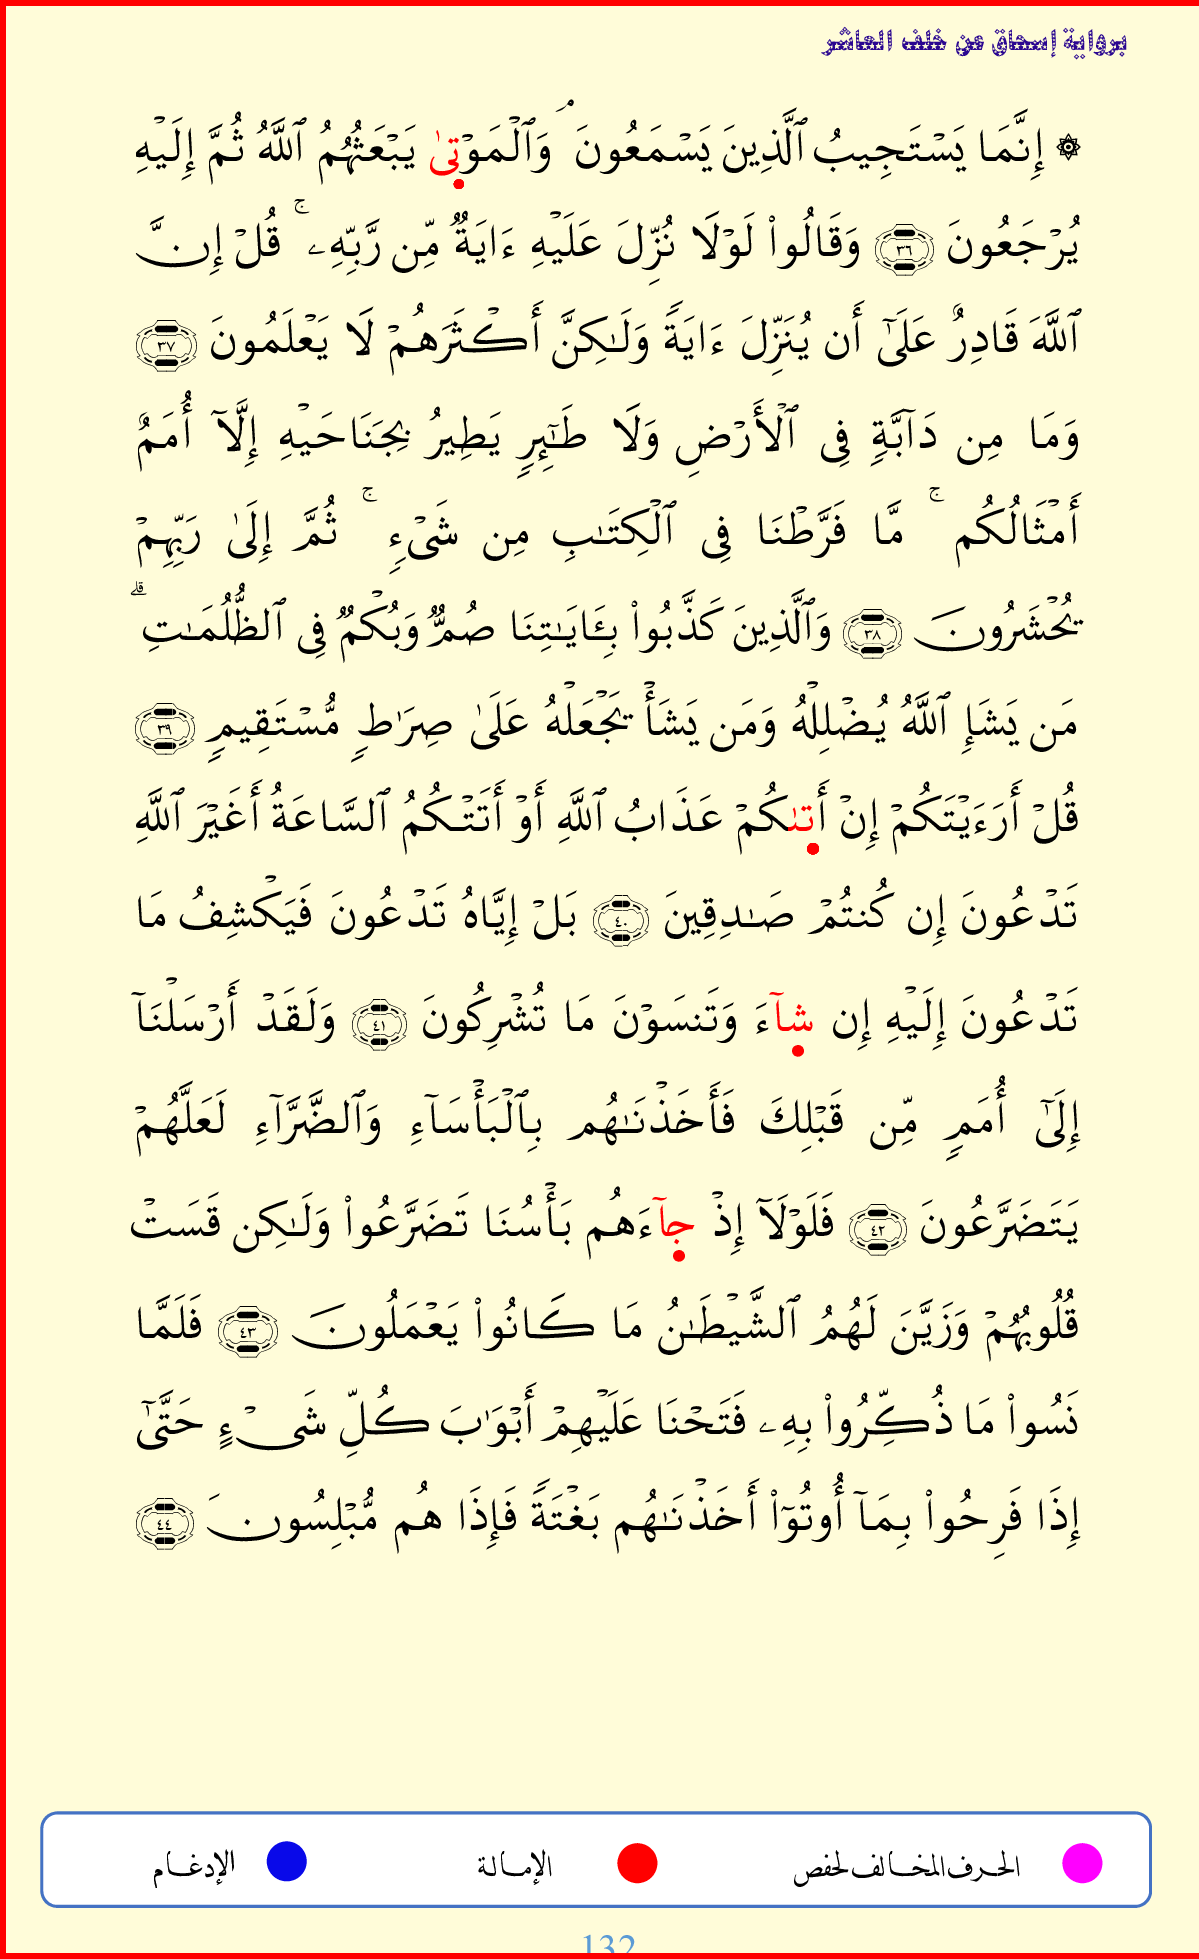 برواية إسحاق عن خلف العاشر
۞ إِنَّمَا يَسْتَجِيبُ ٱلَّذِينَ يَسْمَعُونَ ۘ وَٱلْمَوْتَىٰ يَبْعَثُهُمُ ٱللَّهُ ثُمَّ إِلَيْهِ
يُرْجَعُونَ ٣٦ وَقَالُوا۟ لَوْلَا نُزِّلَ عَلَيْهِ ءَايَةٌ مِّن رَّبِّهِۦ ۚ قُلْ إِنَّ
ٱللَّهَ قَادِرٌ عَلَىٰٓ أَن يُنَزِّلَ ءَايَةً وَلَـٰكِنَّ أَكْثَرَهُمْ لَا يَعْلَمُونَ ٣٧
وَمَا مِن دَآبَّةٍ فِى ٱلْأَرْضِ وَلَا طَـٰٓئِرٍ يَطِيرُ بِجَنَاحَيْهِ إِلَّآ أُمَمٌ
أَمْثَالُكُم ۚ مَّا فَرَّطْنَا فِى ٱلْكِتَـٰبِ مِن شَىْءٍ ۚ ثُمَّ إِلَىٰ رَبِّهِمْ
يُحْشَرُونَ ٣٨ وَٱلَّذِينَ كَذَّبُوا۟ بِـَٔايَـٰتِنَا صُمٌّ وَبُكْمٌ فِى ٱلظُّلُمَـٰتِ ۗ
مَن يَشَإِ ٱللَّهُ يُضْلِلْهُ وَمَن يَشَأْ يَجْعَلْهُ عَلَىٰ صِرَٰطٍ مُّسْتَقِيمٍ ٣٩
قُلْ أَرَءَيْتَكُمْ إِنْ أَتَىٰكُمْ عَذَابُ ٱللَّهِ أَوْ أَتَتْكُمُ ٱلسَّاعَةُ أَغَيْرَ ٱللَّهِ
تَدْعُونَ إِن كُنتُمْ صَـٰدِقِينَ ٤٠ بَلْ إِيَّاهُ تَدْعُونَ فَيَكْشِفُ مَا
تَدْعُونَ إِلَيْهِ إِن شَآءَ وَتَنسَوْنَ مَا تُشْرِكُونَ ٤١ وَلَقَدْ أَرْسَلْنَآ
إِلَىٰٓ أُمَمٍ مِّن قَبْلِكَ فَأَخَذْنَـٰهُم بِٱلْبَأْسَآءِ وَٱلضَّرَّآءِ لَعَلَّهُمْ
يَتَضَرَّعُونَ ٤٢ فَلَوْلَآ إِذْ جَآءَهُم بَأْسُنَا تَضَرَّعُوا۟ وَلَـٰكِن قَسَتْ
قُلُوبُهُمْ وَزَيَّنَ لَهُمُ ٱلشَّيْطَـٰنُ مَا كَانُوا۟ يَعْمَلُونَ ٤٣ فَلَمَّا
نَسُوا۟ مَا ذُكِّرُوا۟ بِهِۦ فَتَحْنَا عَلَيْهِمْ أَبْوَٰبَ كُلِّ شَىْءٍ حَتَّىٰٓ
إِذَا فَرِحُوا۟ بِمَآ أُوتُوٓا۟ أَخَذْنَـٰهُم بَغْتَةً فَإِذَا هُم مُّبْلِسُونَ ٤٤
الحرف المخالف لحفص الإمالة الإدغام
132